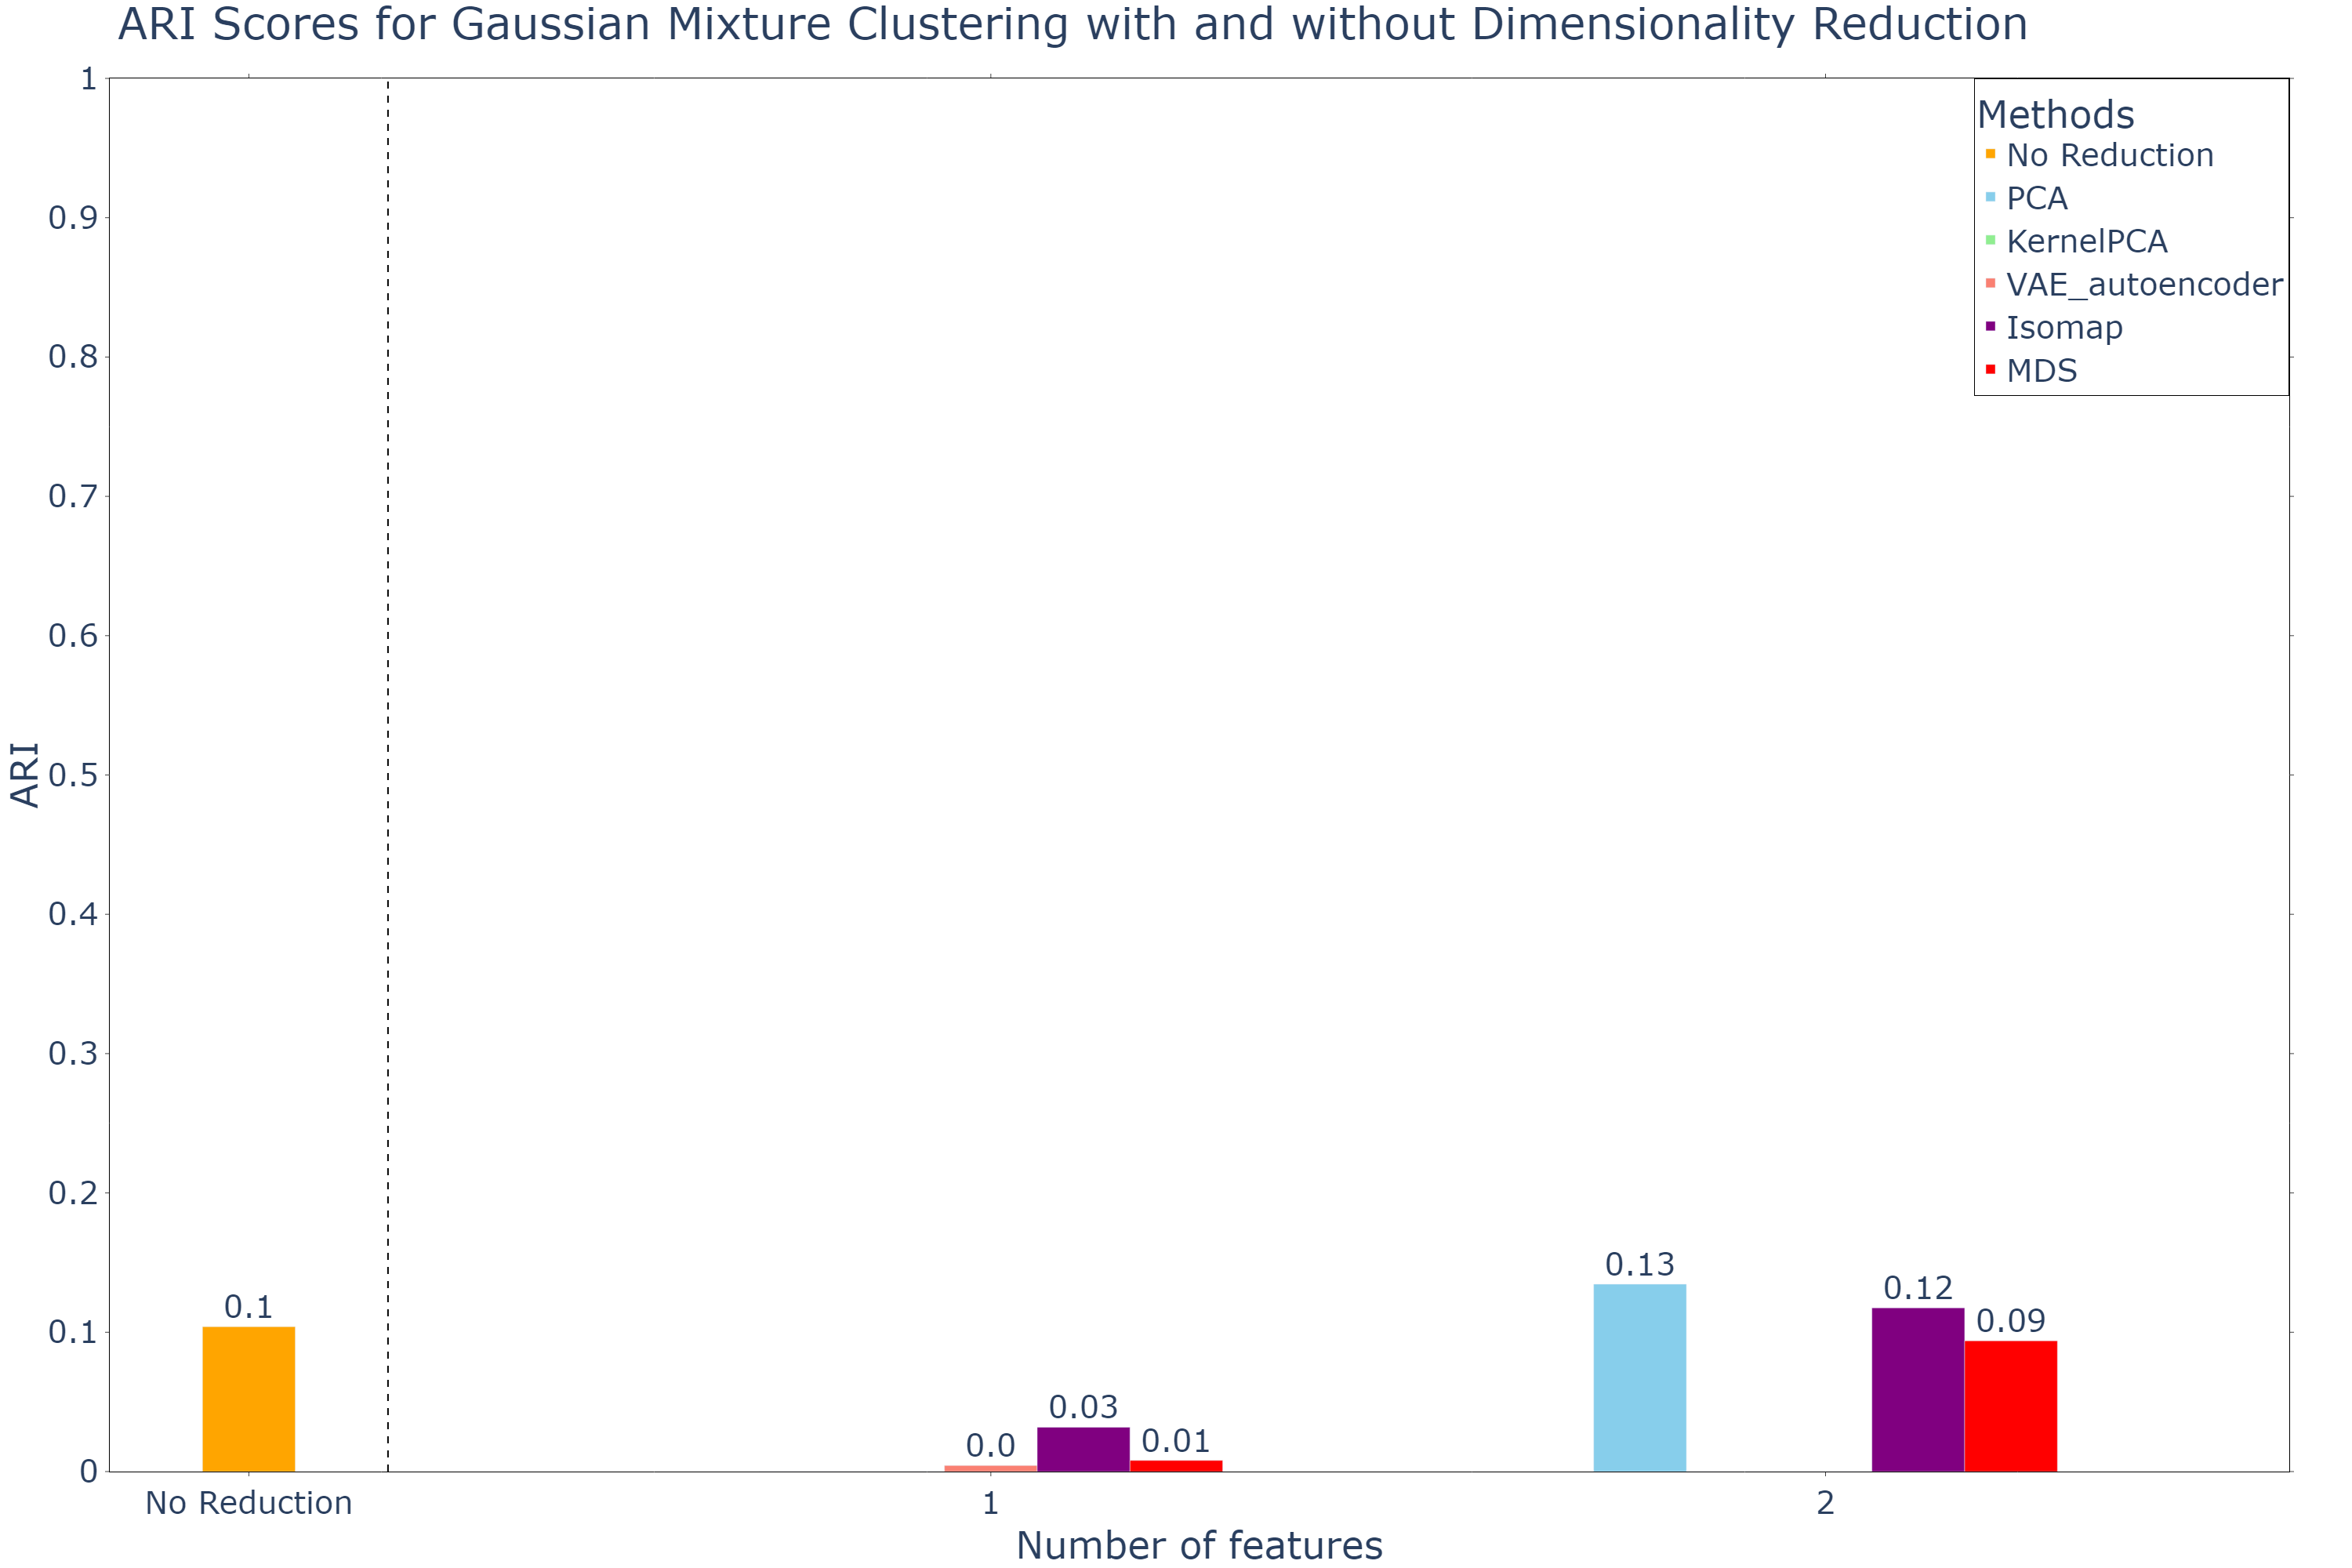 ARI Scores for Gaussian Mixture Clustering with and without Dimensionality Reduction
Methods
No Reduction
PCA
KernelPCA
VAE_autoencoder
Isomap
MDS
ARI
1
0.9
0.8
0.7
0.6
0.5
0.4
0.3
0.2
0.1
0
0.1
0.0
0.03
0.01
0.13
0.12
0.09
No Reduction
1
2
Number of features